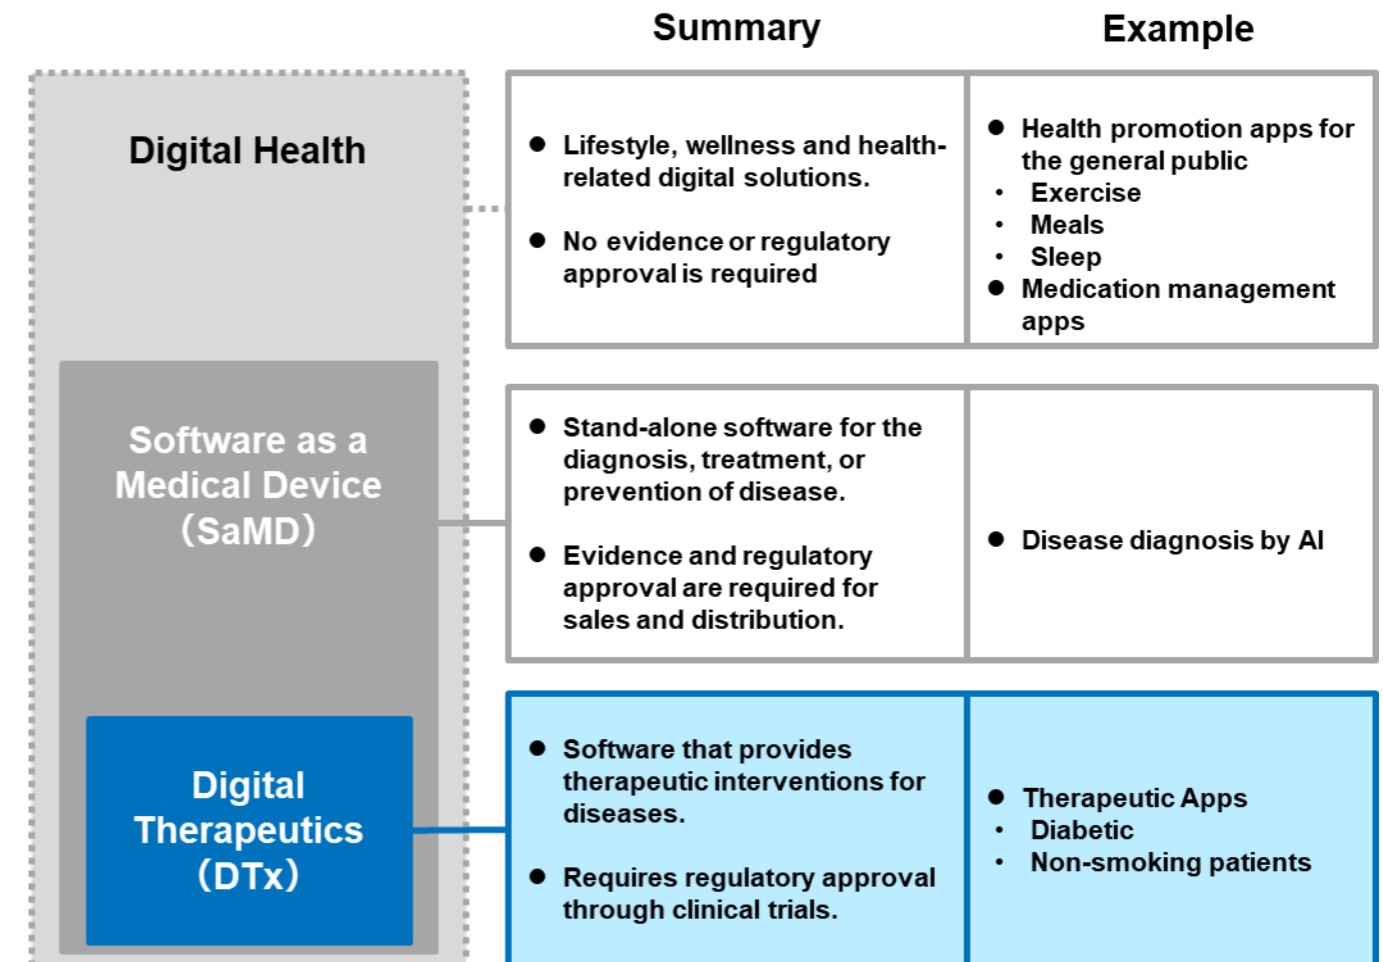 Summary
Example
Digital Health
● Lifestyle, wellness and health-
related digital solutions.
● No evidence or regulatory
approval is required
● Health promotion apps for
the general public
・ Exercise
・ Meals
・ Sleep
● Medication management
apps
Software as a
Medical Device
（SaMD）
● Stand-alone software for the
diagnosis, treatment, or
prevention of disease.
● Evidence and regulatory
approval are required for
sales and distribution.
● Disease diagnosis by AI
Digital
Therapeutics
（DTx）
● Software that provides
therapeutic interventions for
diseases.
● Requires regulatory approval
through clinical trials.
● Therapeutic Apps
・ Diabetic
・ Non-smoking patients